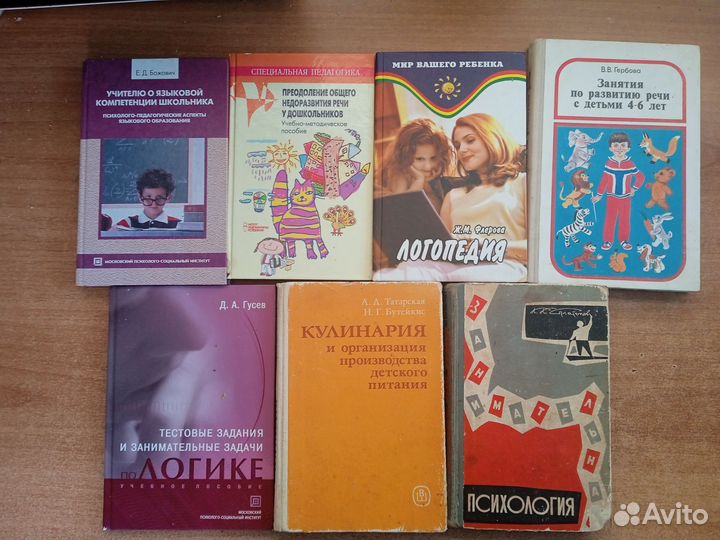 Е. Д. Божович
УЧИТЕЛЮ О ЯЗЫКОВОЙ
КОМПЕТЕНЦИИ ШКОЛЬНИКА
ПСИХОЛОГО-ПЕДАГОГИЧЕСКИЕ АСПЕКТЫ
ЯЗЫКОВОГО ОБРАЗОВАНИЯ
МОСКОВСКИЙ ПСИХОЛОГО-СОЦИАЛЬНЫЙ ИНСТИТУТ
СПЕЦИАЛЬНАЯ ПЕДАГОГИКА
ПРЕОДОЛЕНИЕ ОБЩЕГО
НЕДОРАЗВИТИЯ РЕЧИ
У ДОШКОЛЬНИКОВ
Учебно-методическое
пособие
МИР ВАШЕГО РЕБЕНКА
Ж.М. Флерова
ЛОГОПЕДИЯ
В.В. Гербова
Занятия
по развитию речи
с детьми 4-6 лет
Д. А. Гусев
ТЕСТОВЫЕ ЗАДАНИЯ
И ЗАНИМАТЕЛЬНЫЕ ЗАДАЧИ
ПО ЛОГИКЕ
УЧЕБНОЕ ПОСОБИЕ
МОСКОВСКИЙ
ПСИХОЛОГО-СОЦИАЛЬНЫЙ ИНСТИТУТ
Л. Л. Татарская
Н. Г. Бутейкис
КУЛИНАРИЯ
и организация
производства
детского
питания
К. К. Платонов
ЗАНИМАТЕЛЬНАЯ
ПСИХОЛОГИЯ
Avito